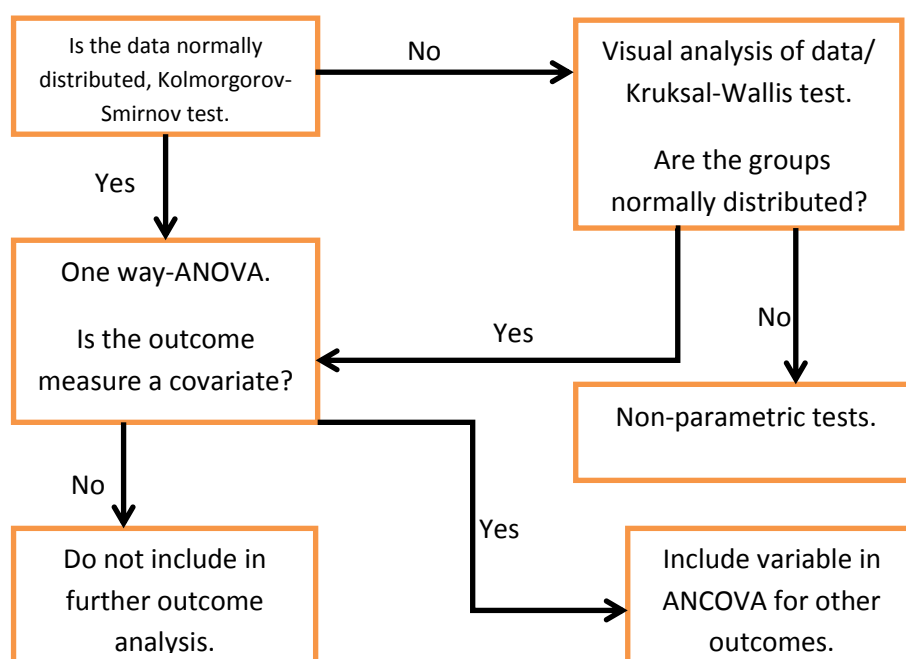 Is the data normally
distributed, Kolmorgorov-
Smirnov test.
No
Visual analysis of data/
Kruksal-Wallis test.
Are the groups
normally distributed?
Yes
One way-ANOVA.
Is the outcome
measure a covariate?
Yes
No
Non-parametric tests.
No
Yes
Do not include in
further outcome
analysis.
Include variable in
ANCOVA for other
outcomes.